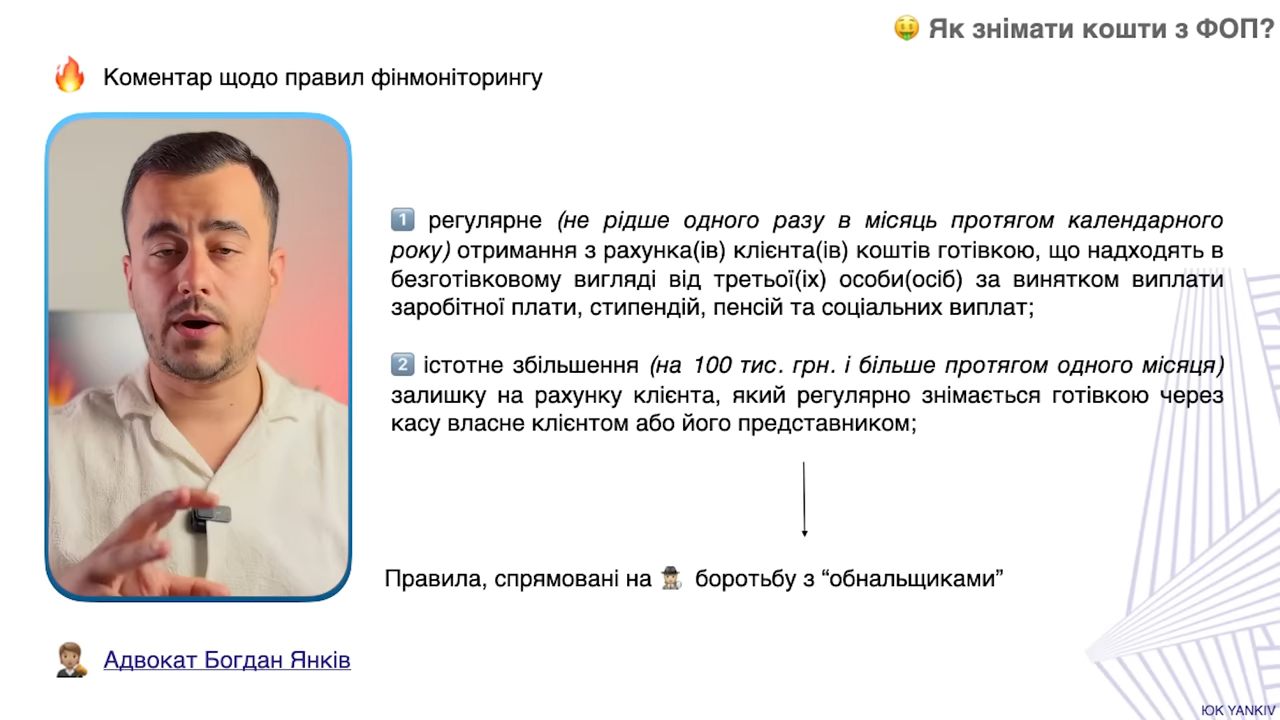 Як знімати кошти з ФОП?
Коментар щодо правил фінмоніторингу
1 регулярне (не рідше одного разу в місяць протягом календарного
року) отримання з рахунка(ів) клієнта(ів) коштів готівкою, що надходять в
безготівковому вигляді від третьої(іх) особи(осіб) за винятком виплати
заробітної плати, стипендій, пенсій та соціальних виплат;
2 істотне збільшення (на 100 тис. грн. і більше протягом одного місяця)
залишку на рахунку клієнта, який регулярно знімається готівкою через
касу власне клієнтом або його представником;
Правила, спрямовані на боротьбу з “обнальщиками”
Адвокат Богдан Янків
ЮК YANKIV